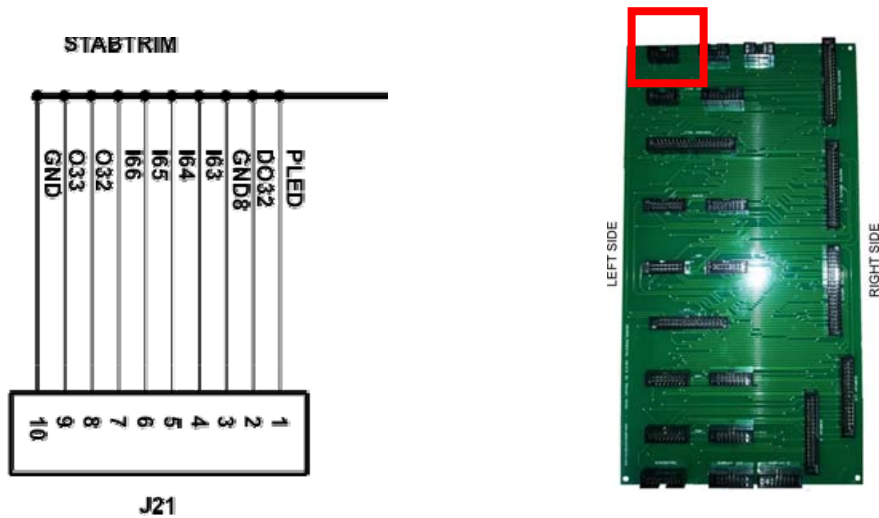 STABTRIM
GND
O33
O32
I66
I65
I64
I63
GND8
DO32
PLED
10 9 8 7 6 5 4 3 2 1
J21
LEFT SIDE
RIGHT SIDE